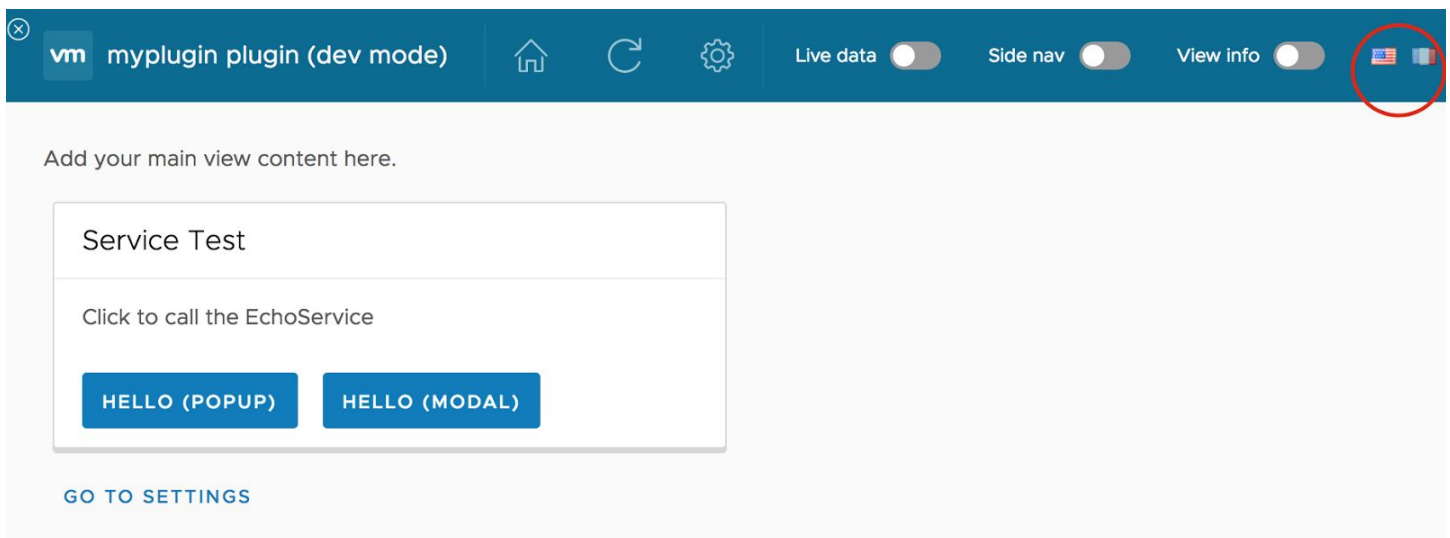 vm myplugin plugin (dev mode) Live data Side nav View info
Add your main view content here.
Service Test
Click to call the EchoService
HELLO (POPUP) HELLO (MODAL)
GO TO SETTINGS